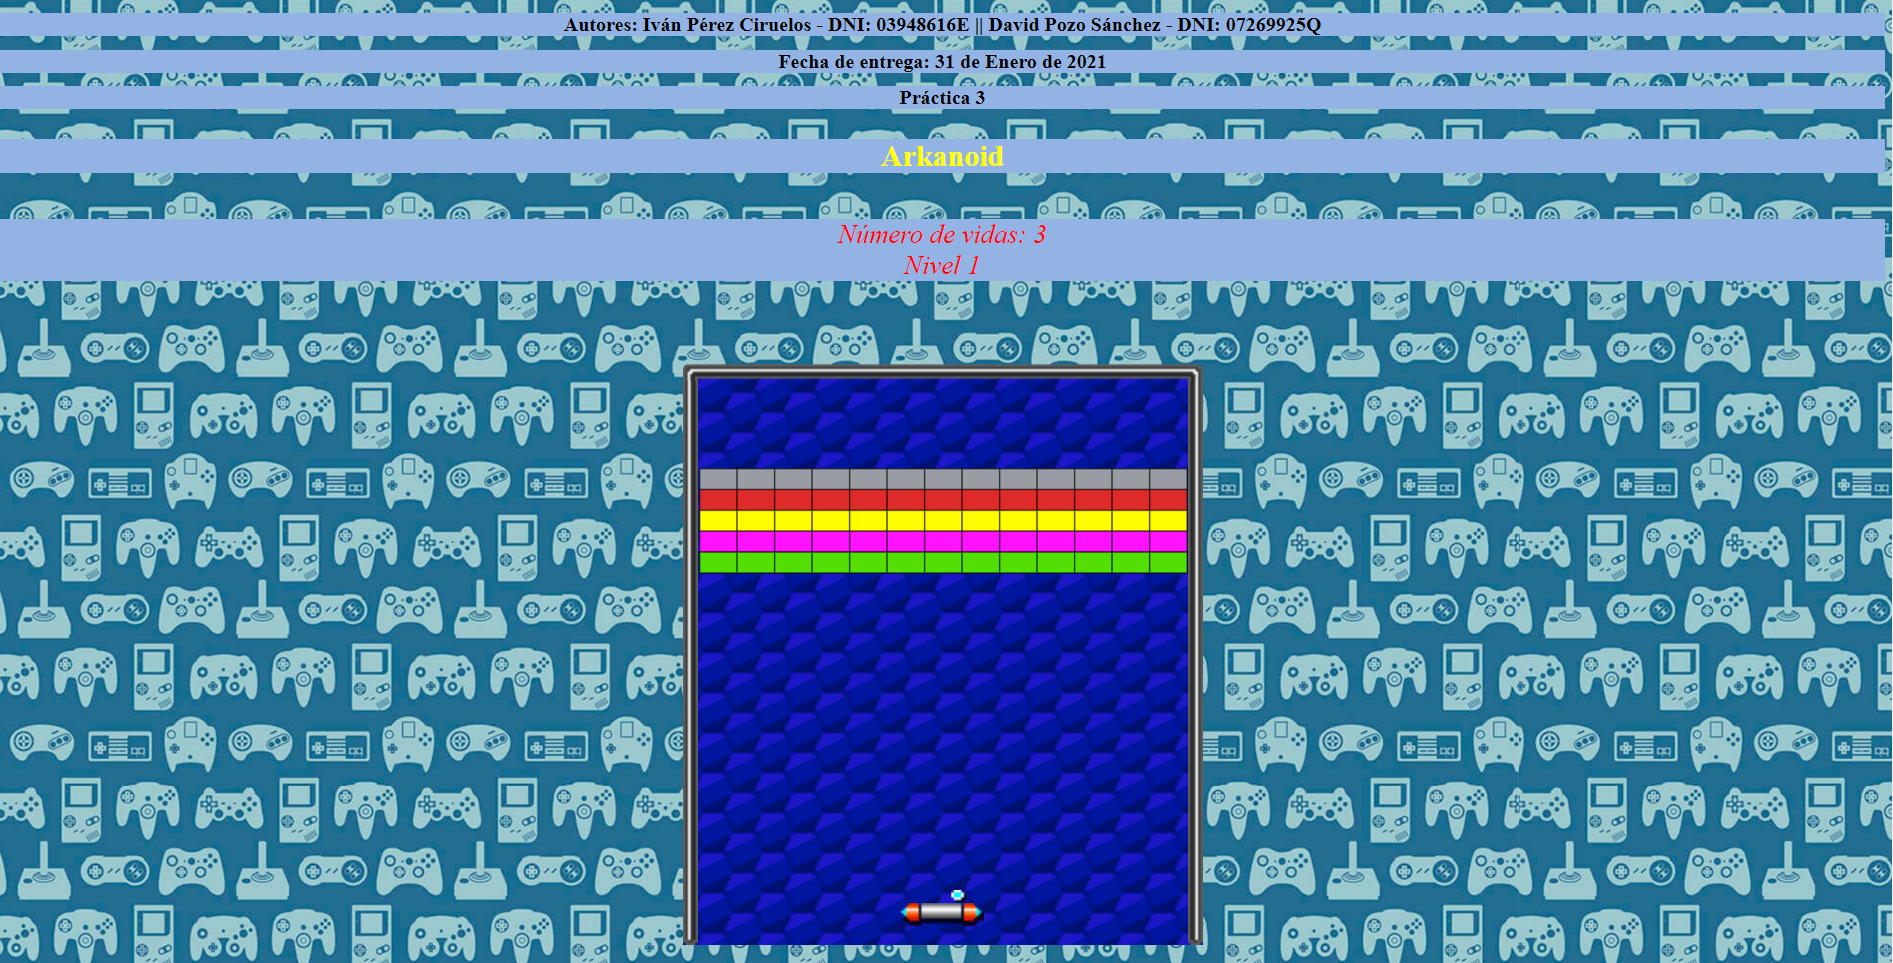 Autores: Iván Pérez Ciruelos - DNI: 03948616E || David Pozo Sánchez - DNI: 07269925Q
Fecha de entrega: 31 de Enero de 2021
Práctica 3
Arkanoid
Número de vidas: 3
Nivel 1